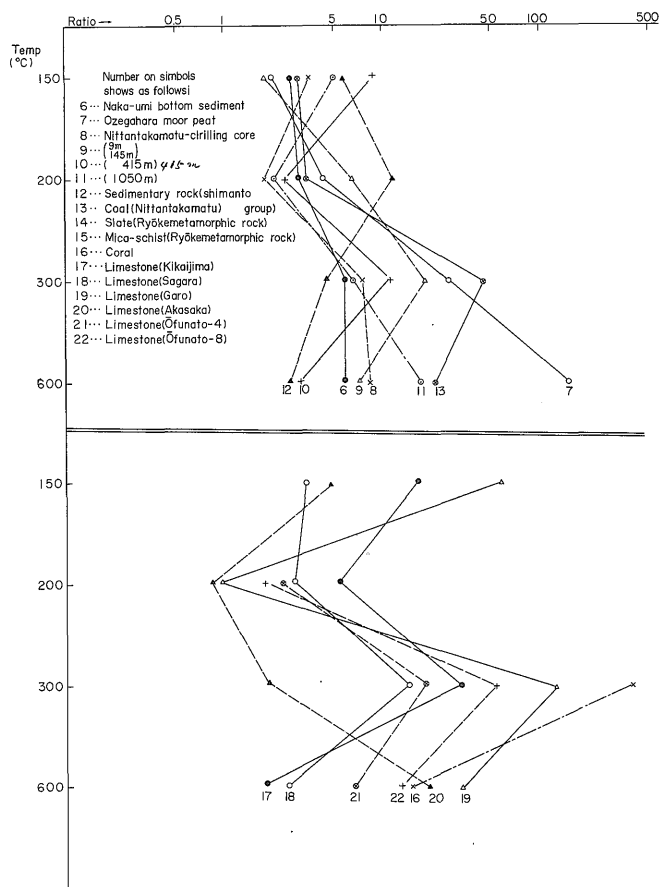 Ratio→ 0.5 1 5 10 50 100 500
Temp
(°C)
150
Number on simbols
shows as followsi
6··· Naka-umi bottom sediment
7··· Ozegahara moor peat
8··· Nittantakamatu-cirilling core
9···(9m
145m)
10···( 415m) 415m
11···(1050m)
200
12··· Sedimentary rock(shimanto
13··· Coal(Nittantakamatu) group)
14··· Slate(Ryōkemetamorphic rock)
15··· Mica-schist(Ryōkemetamorphic rock)
16··· Coral
17··· Limestone(Kikaijima)
300
18··· Limestone(Sagara)
19··· Limestone(Garo)
20··· Limestone(Akasaka)
21··· Limestone(Ōfunato-4)
22··· Limestone(Ōfunato-8)
600
12 10 6 9 8 11 13 7
150
200
300
600
17 18 21 22 16 20 19